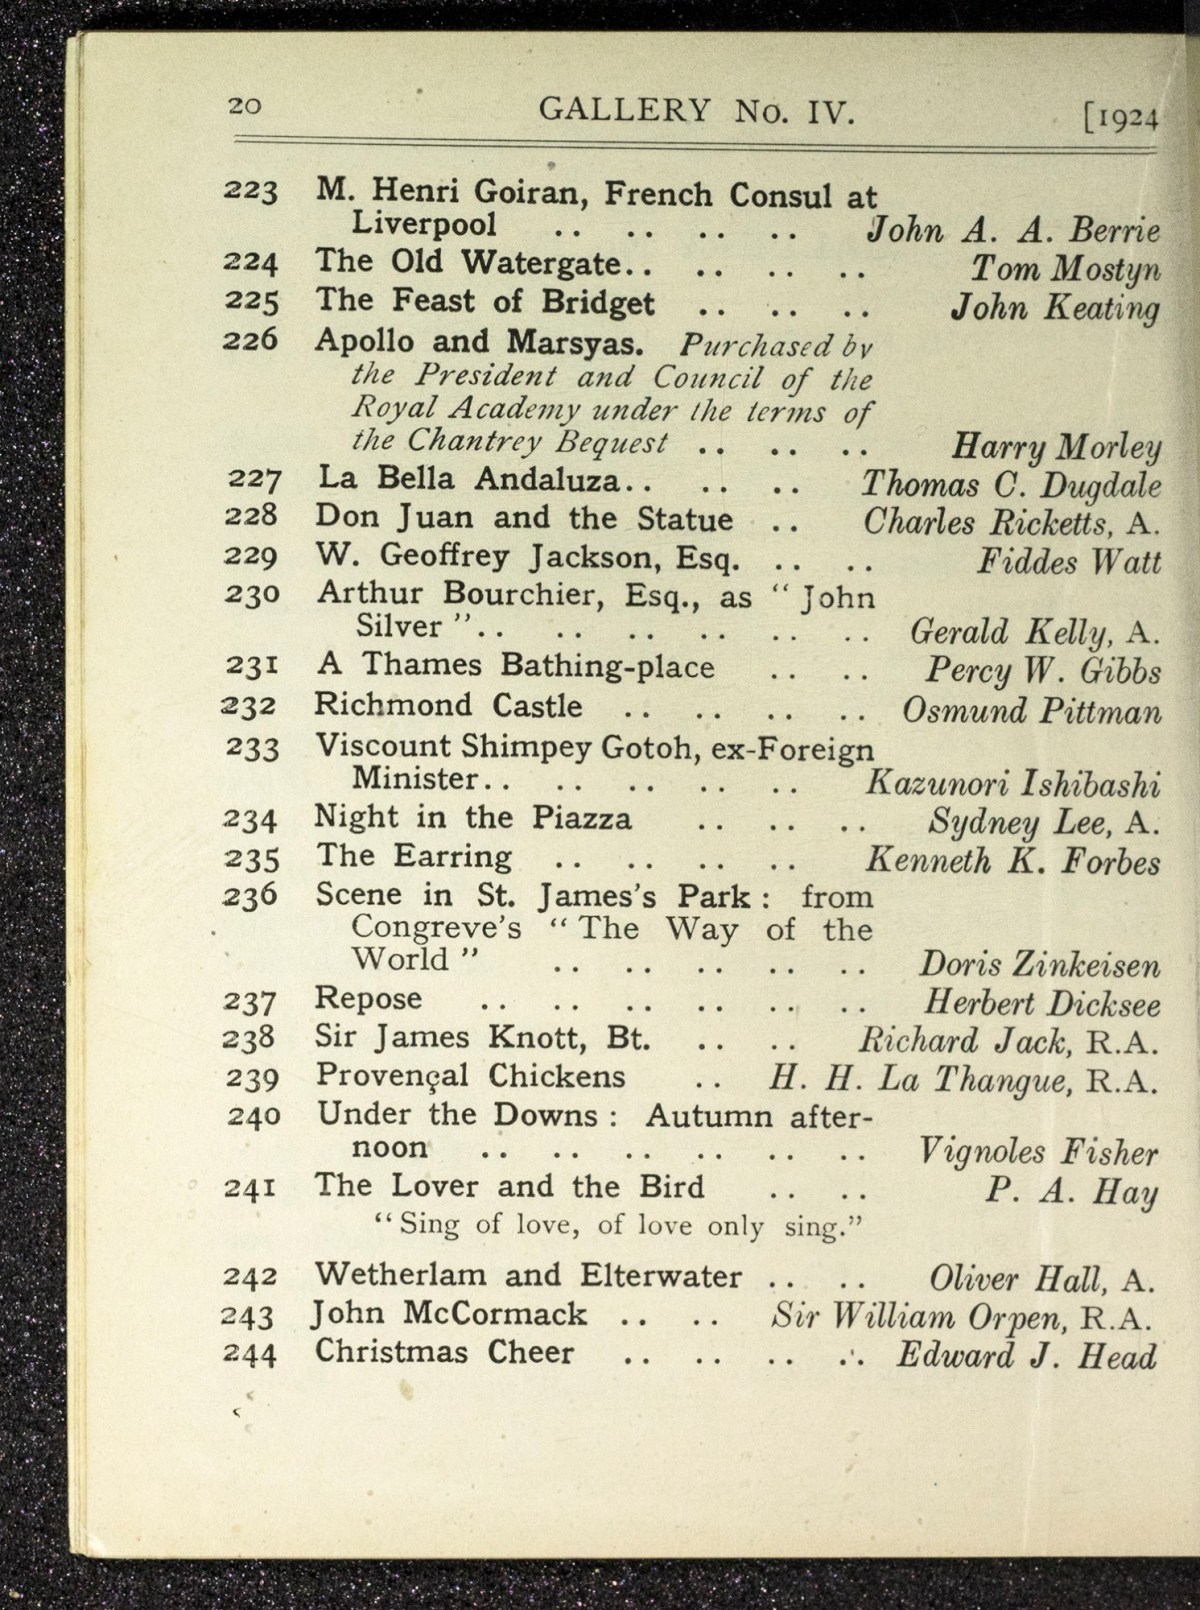 20 GALLERY No. IV. [1924
223 M. Henri Goiran, French Consul at
Liverpool .. .. .. .. John A. A. Berrie
224 The Old Watergate.. .. .. .. Tom Mostyn
225 The Feast of Bridget .. .. .. John Keating
226 Apollo and Marsyas. Purchased by
the President and Council of the
Royal Academy under the terms of
the Chantrey Bequest .. .. .. Harry Morley
227 La Bella Andaluza.. .. .. Thomas C. Dugdale
228 Don Juan and the Statue .. Charles Ricketts, A.
229 W. Geoffrey Jackson, Esq. .. .. Fiddes Watt
230 Arthur Bourchier, Esq., as “ John
Silver ”.. .. .. .. .. .. Gerald Kelly, A.
231 A Thames Bathing-place .. .. Percy W. Gibbs
232 Richmond Castle .. .. .. .. Osmund Pittman
233 Viscount Shimpey Gotoh, ex-Foreign
Minister.. .. .. .. .. Kazunori Ishibashi
234 Night in the Piazza .. .. .. Sydney Lee, A.
235 The Earring .. .. .. .. Kenneth K. Forbes
236 Scene in St. James’s Park : from
Congreve’s “ The Way of the
World ” .. .. .. .. .. Doris Zinkeisen
237 Repose .. .. .. .. .. .. Herbert Dicksee
238 Sir James Knott, Bt. .. .. Richard Jack, R.A.
239 Provençal Chickens .. H. H. La Thangue, R.A.
240 Under the Downs : Autumn after-
noon .. .. .. .. .. .. Vignoles Fisher
241 The Lover and the Bird .. .. P. A. Hay
“ Sing of love, of love only sing.”
242 Wetherlam and Elterwater .. .. Oliver Hall, A.
243 John McCormack .. .. Sir William Orpen, R.A.
244 Christmas Cheer .. .. .. .. Edward J. Head